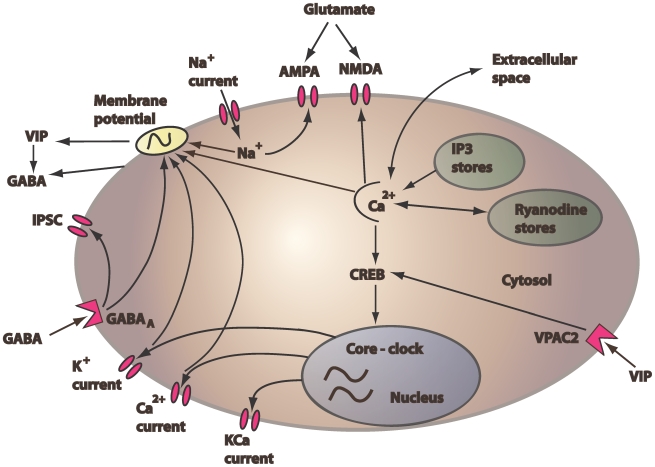 Glutamate
Na+
current
AMPA
NMDA
Extracellular
space
Membrane
potential
VIP
GABA
Na+
IP3
stores
Ca2+
Ryanodine
stores
IPSC
CREB
Cytosol
GABAA
GABA
VPAC2
VIP
K+
current
Core - clock
Nucleus
Ca2+
current
KCa
current